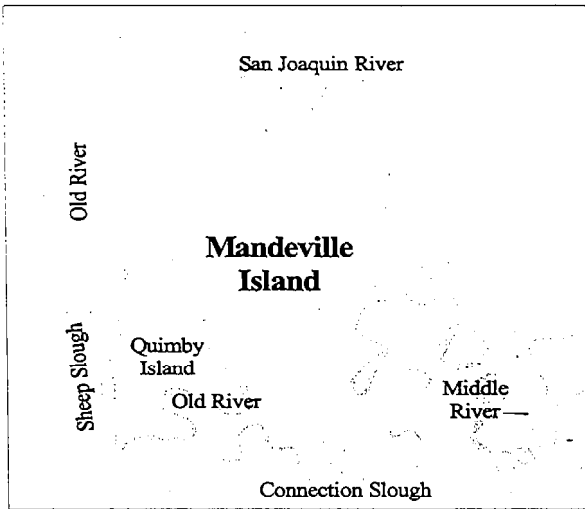 San Joaquin River
Old River
Mandeville
Island
Sheep Slough
Quimby
Island
Old River
Middle
River
Connection Slough